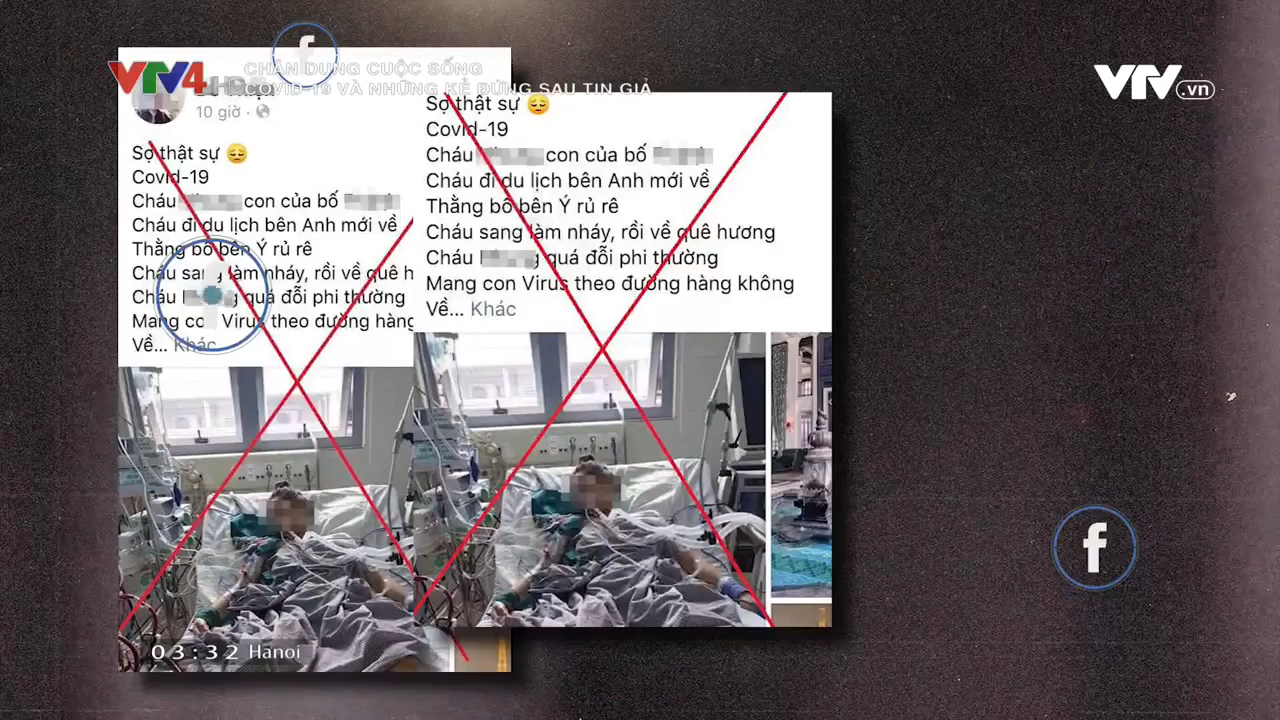 VTV4
CHÂN DUNG CUỘC SỐNG
COVID-19 VÀ NHỮNG KẺ ĐỨNG SAU TIN GIẢ
VTV.vn
10 giờ ·
Sợ thật sự 😔
Covid-19
Cháu con của bố
Cháu đi du lịch bên Anh mới về
Thằng bố bên Ý rủ rê
Cháu sang làm nháy, rồi về quê h
Cháu quá đỗi phi thường
Mang con Virus theo đường hàng
Về... Khác
Sợ thật sự 😔
Covid-19
Cháu con của bố
Cháu đi du lịch bên Anh mới về
Thằng bố bên Ý rủ rê
Cháu sang làm nháy, rồi về quê hương
Cháu quá đỗi phi thường
Mang con Virus theo đường hàng không
Về... Khác
f
f
03:32 Hanoi